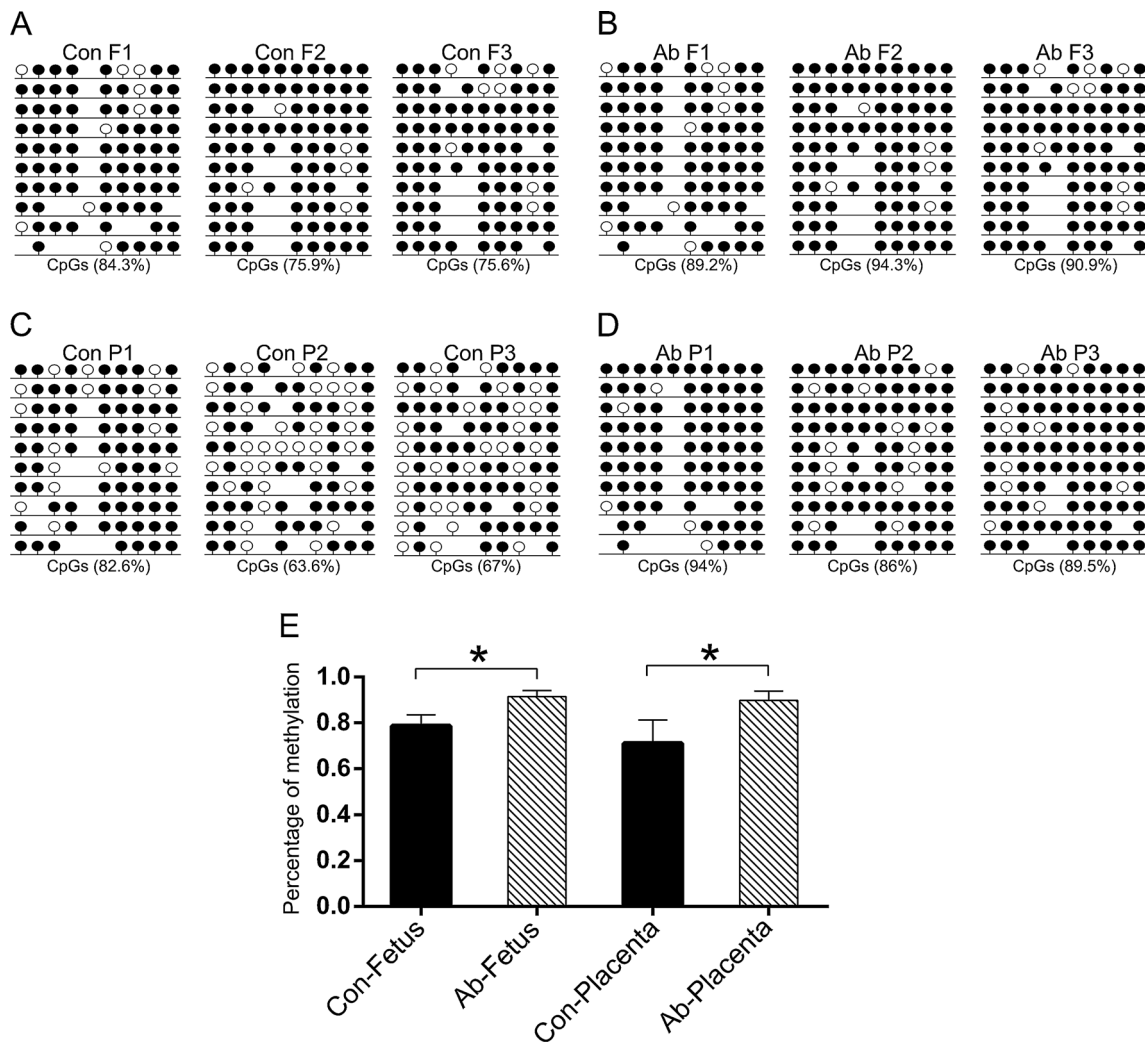 A
B
Con F1 Con F2 Con F3 Ab F1 Ab F2 Ab F3
CpGs (84.3%) CpGs (75.9%) CpGs (75.6%) CpGs (89.2%) CpGs (94.3%) CpGs (90.9%)
C
D
Con P1 Con P2 Con P3 Ab P1 Ab P2 Ab P3
CpGs (82.6%) CpGs (63.6%) CpGs (67%) CpGs (94%) CpGs (86%) CpGs (89.5%)
E
* *
Percentage of methylation
1.0
0.8
0.6
0.4
0.2
0.0
Con-Fetus Ab-Fetus Con-Placenta Ab-Placenta